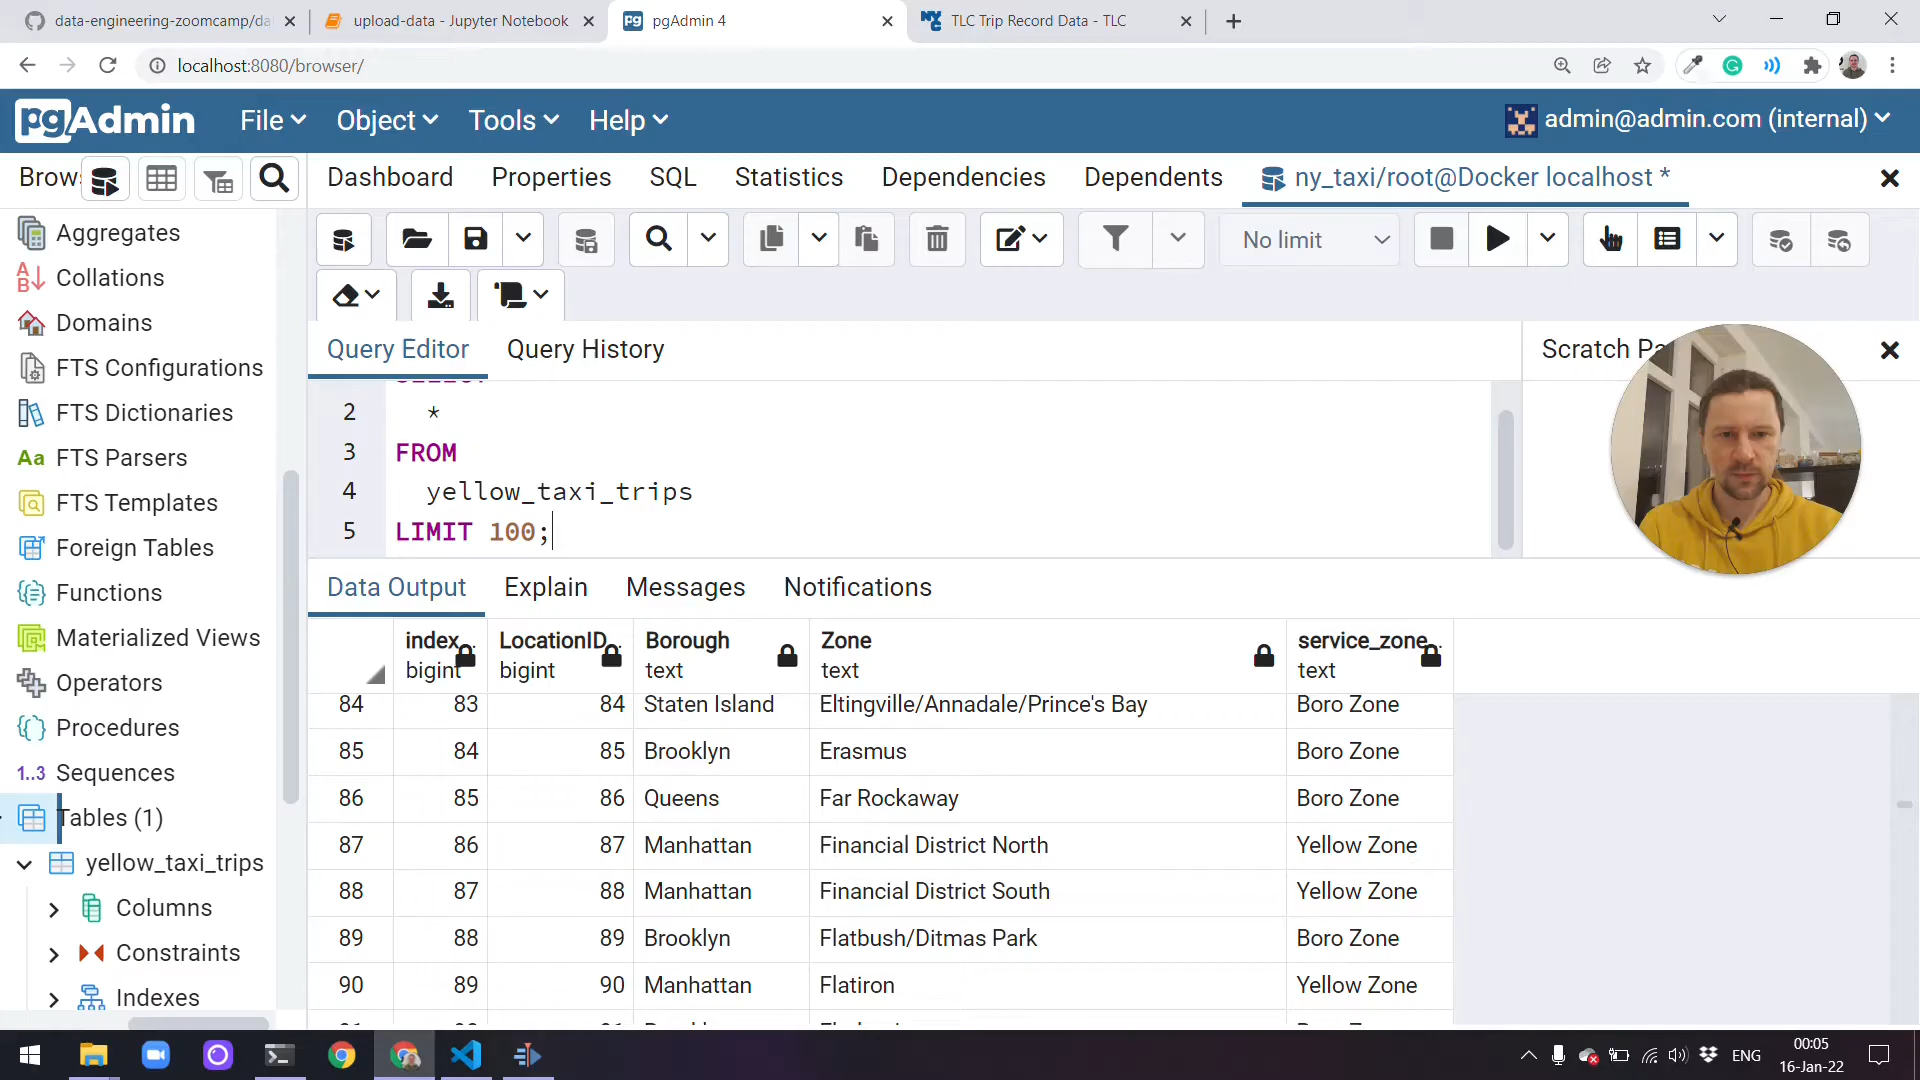 data-engineering-zoomcamp/da
upload-data - Jupyter Notebook
pgAdmin 4
TLC Trip Record Data - TLC
localhost:8080/browser/
pgAdmin
File
Object
Tools
Help
admin@admin.com (internal)
Brow
Dashboard
Properties
SQL
Statistics
Dependencies
Dependents
ny_taxi/root@Docker localhost *
No limit
Query Editor
Query History
Scratch Pa
2 *
3 FROM
4 yellow_taxi_trips
5 LIMIT 100;
Aggregates
Collations
Domains
FTS Configurations
FTS Dictionaries
Aa FTS Parsers
FTS Templates
Foreign Tables
Functions
Materialized Views
Operators
Procedures
1..3 Sequences
Tables (1)
yellow_taxi_trips
Columns
Constraints
Indexes
Data Output
Explain
Messages
Notifications
index LocationID Borough Zone service_zone
bigint bigint text text text
84 83 84 Staten Island Eltingville/Annadale/Prince's Bay Boro Zone
85 84 85 Brooklyn Erasmus Boro Zone
86 85 86 Queens Far Rockaway Boro Zone
87 86 87 Manhattan Financial District North Yellow Zone
88 87 88 Manhattan Financial District South Yellow Zone
89 88 89 Brooklyn Flatbush/Ditmas Park Boro Zone
90 89 90 Manhattan Flatiron Yellow Zone
ENG
00:05
16-Jan-22